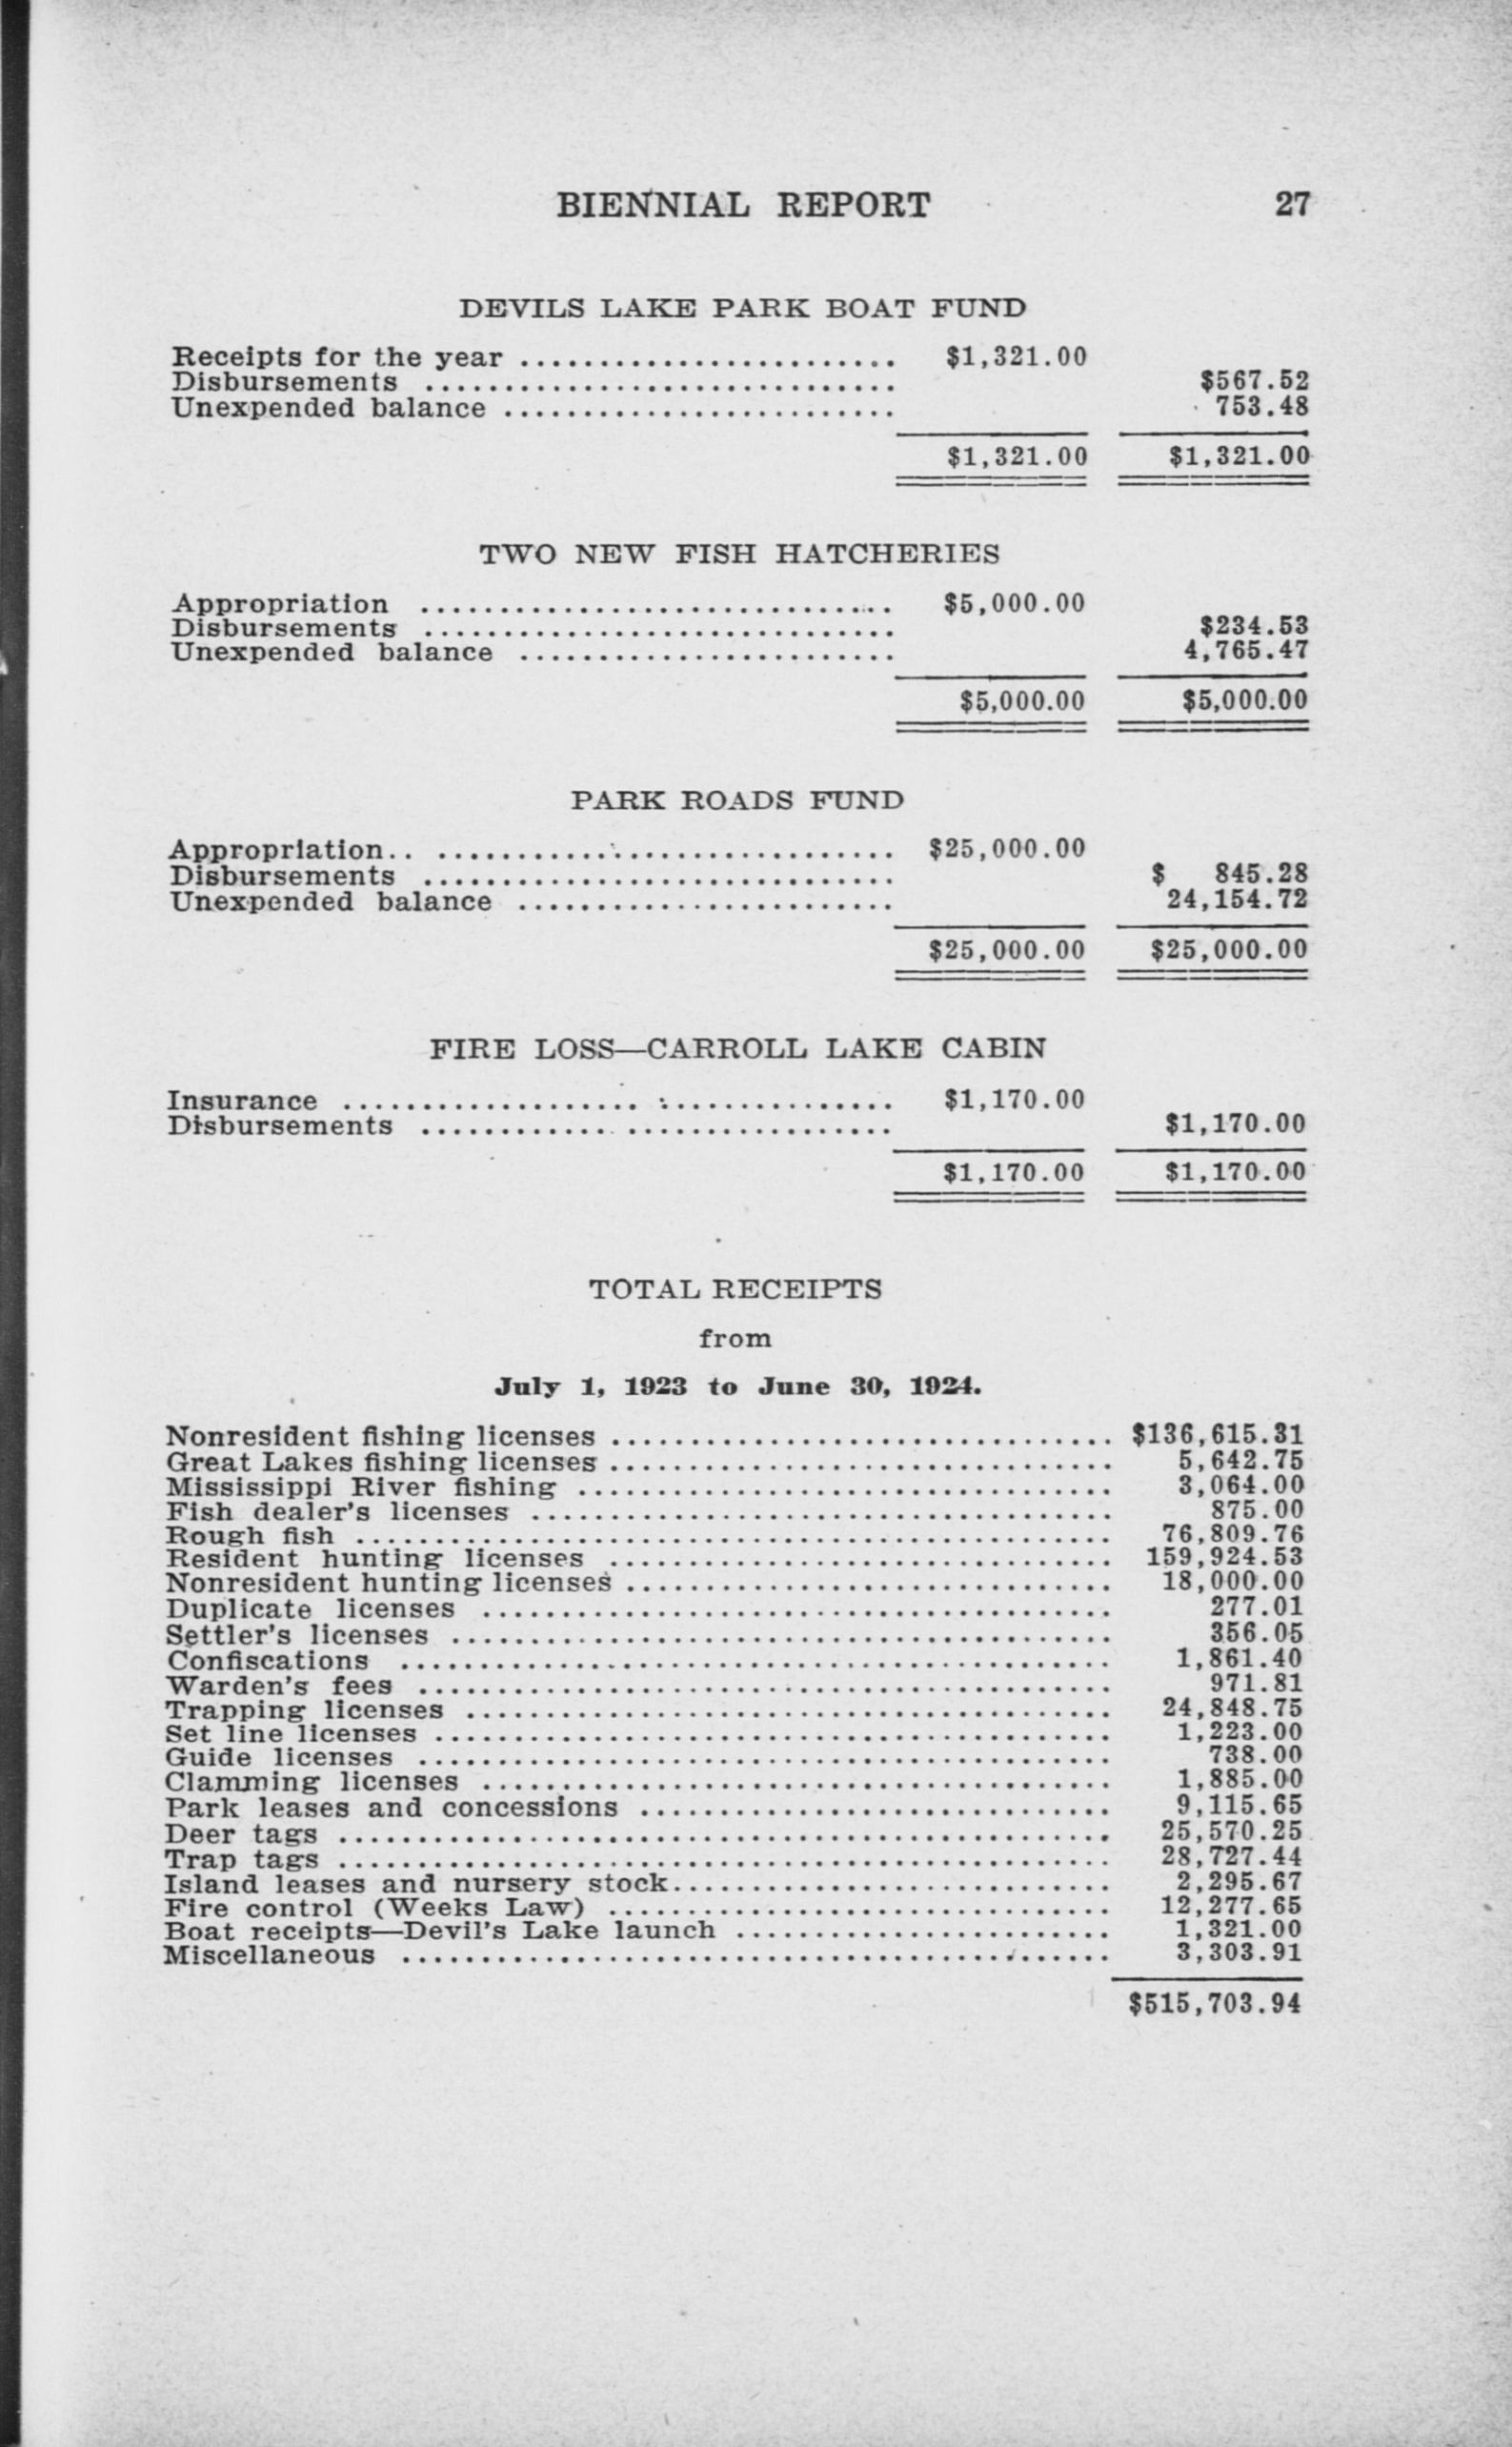 BIENNIAL REPORT 27
DEVILS LAKE PARK BOAT FUND
Receipts for the year ........................ $1,321.00
Disbursements .............................. $567.52
Unexpended balance ......................... 753.48
$1,321.00 $1,321.00
TWO NEW FISH HATCHERIES
Appropriation .............................. $5,000.00
Disbursements .............................. $234.53
Unexpended balance ........................ 4,765.47
$5,000.00 $5,000.00
PARK ROADS FUND
Appropriation.. ............................. $25,000.00
Disbursements .............................. $ 845.28
Unexpended balance ........................ 24,154.72
$25,000.00 $25,000.00
FIRE LOSS—CARROLL LAKE CABIN
Insurance ................................... $1,170.00
Disbursements .............................. $1,170.00
$1,170.00 $1,170.00
TOTAL RECEIPTS
from
July 1, 1923 to June 30, 1924.
Nonresident fishing licenses ................................ $136,615.31
Great Lakes fishing licenses ................................ 5,642.75
Mississippi River fishing .................................. 3,064.00
Fish dealer's licenses ..................................... 875.00
Rough fish ................................................ 76,809.76
Resident hunting licenses ................................ 159,924.53
Nonresident hunting licenses ............................... 18,000.00
Duplicate licenses ........................................ 277.01
Settler's licenses .......................................... 356.05
Confiscations ............................................. 1,861.40
Warden's fees ............................................ 971.81
Trapping licenses ......................................... 24,848.75
Set line licenses ........................................... 1,223.00
Guide licenses ............................................ 738.00
Clamming licenses ........................................ 1,885.00
Park leases and concessions .............................. 9,115.65
Deer tags ................................................. 25,570.25
Trap tags ................................................. 28,727.44
Island leases and nursery stock............................ 2,295.67
Fire control (Weeks Law) ................................ 12,277.65
Boat receipts—Devil's Lake launch ........................ 1,321.00
Miscellaneous ............................................. 3,303.91
$515,703.94